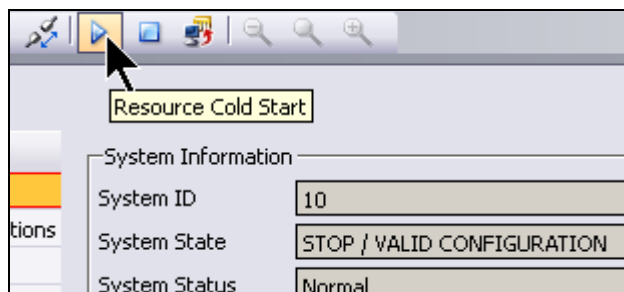 Resource Cold Start
System Information
System ID 10
tions
System State STOP / VALID CONFIGURATION
System Status Normal